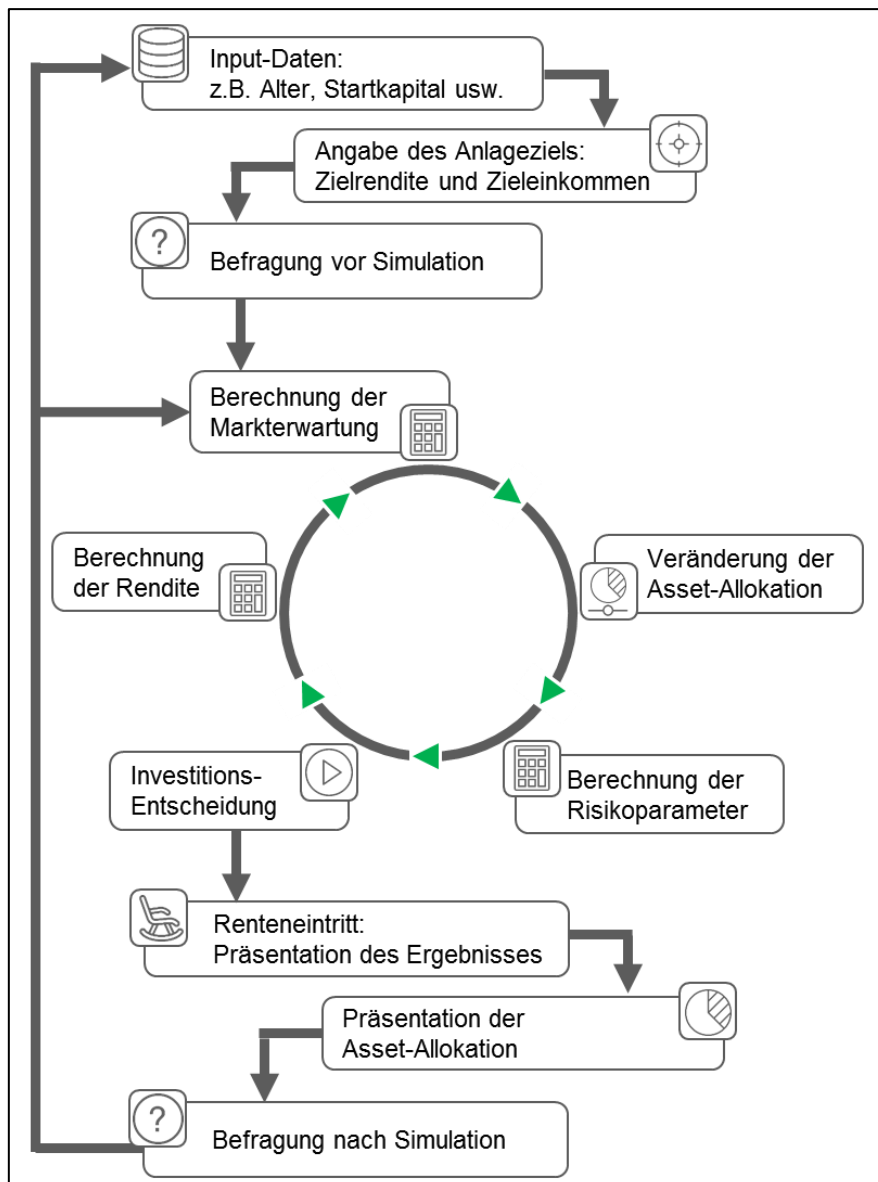 Input-Daten:
z.B. Alter, Startkapital usw.
Angabe des Anlageziels:
Zielrendite und Zieleinkommen
?
Befragung vor Simulation
Berechnung der
Markterwartung
Berechnung
der Rendite
Veränderung der
Asset-Allokation
Investitions-
Entscheidung
Berechnung der
Risikoparameter
Renteneintritt:
Präsentation des Ergebnisses
Präsentation der
Asset-Allokation
?
Befragung nach Simulation